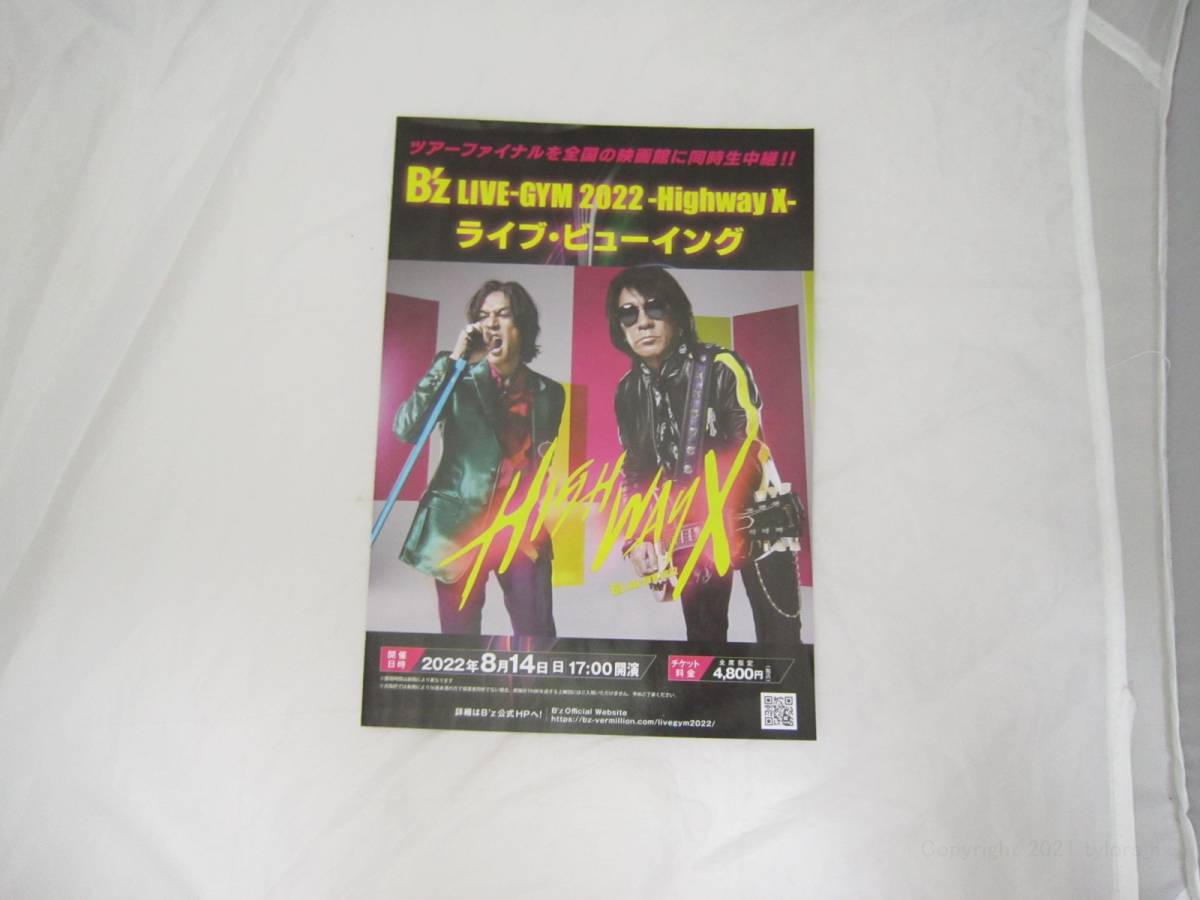 ツアーファイナルを全国の映画館に同時生中継!!
B'z LIVE-GYM 2022 -Highway X-
ライブ・ビューイング
HIGHWAY X
開催日時
2022年8月14日 日 17:00開演
チケット料金
全席指定
4,800円
詳細はB'z公式HPへ!
B'z Official Website
https://bz-vermillion.com/livegym2022/